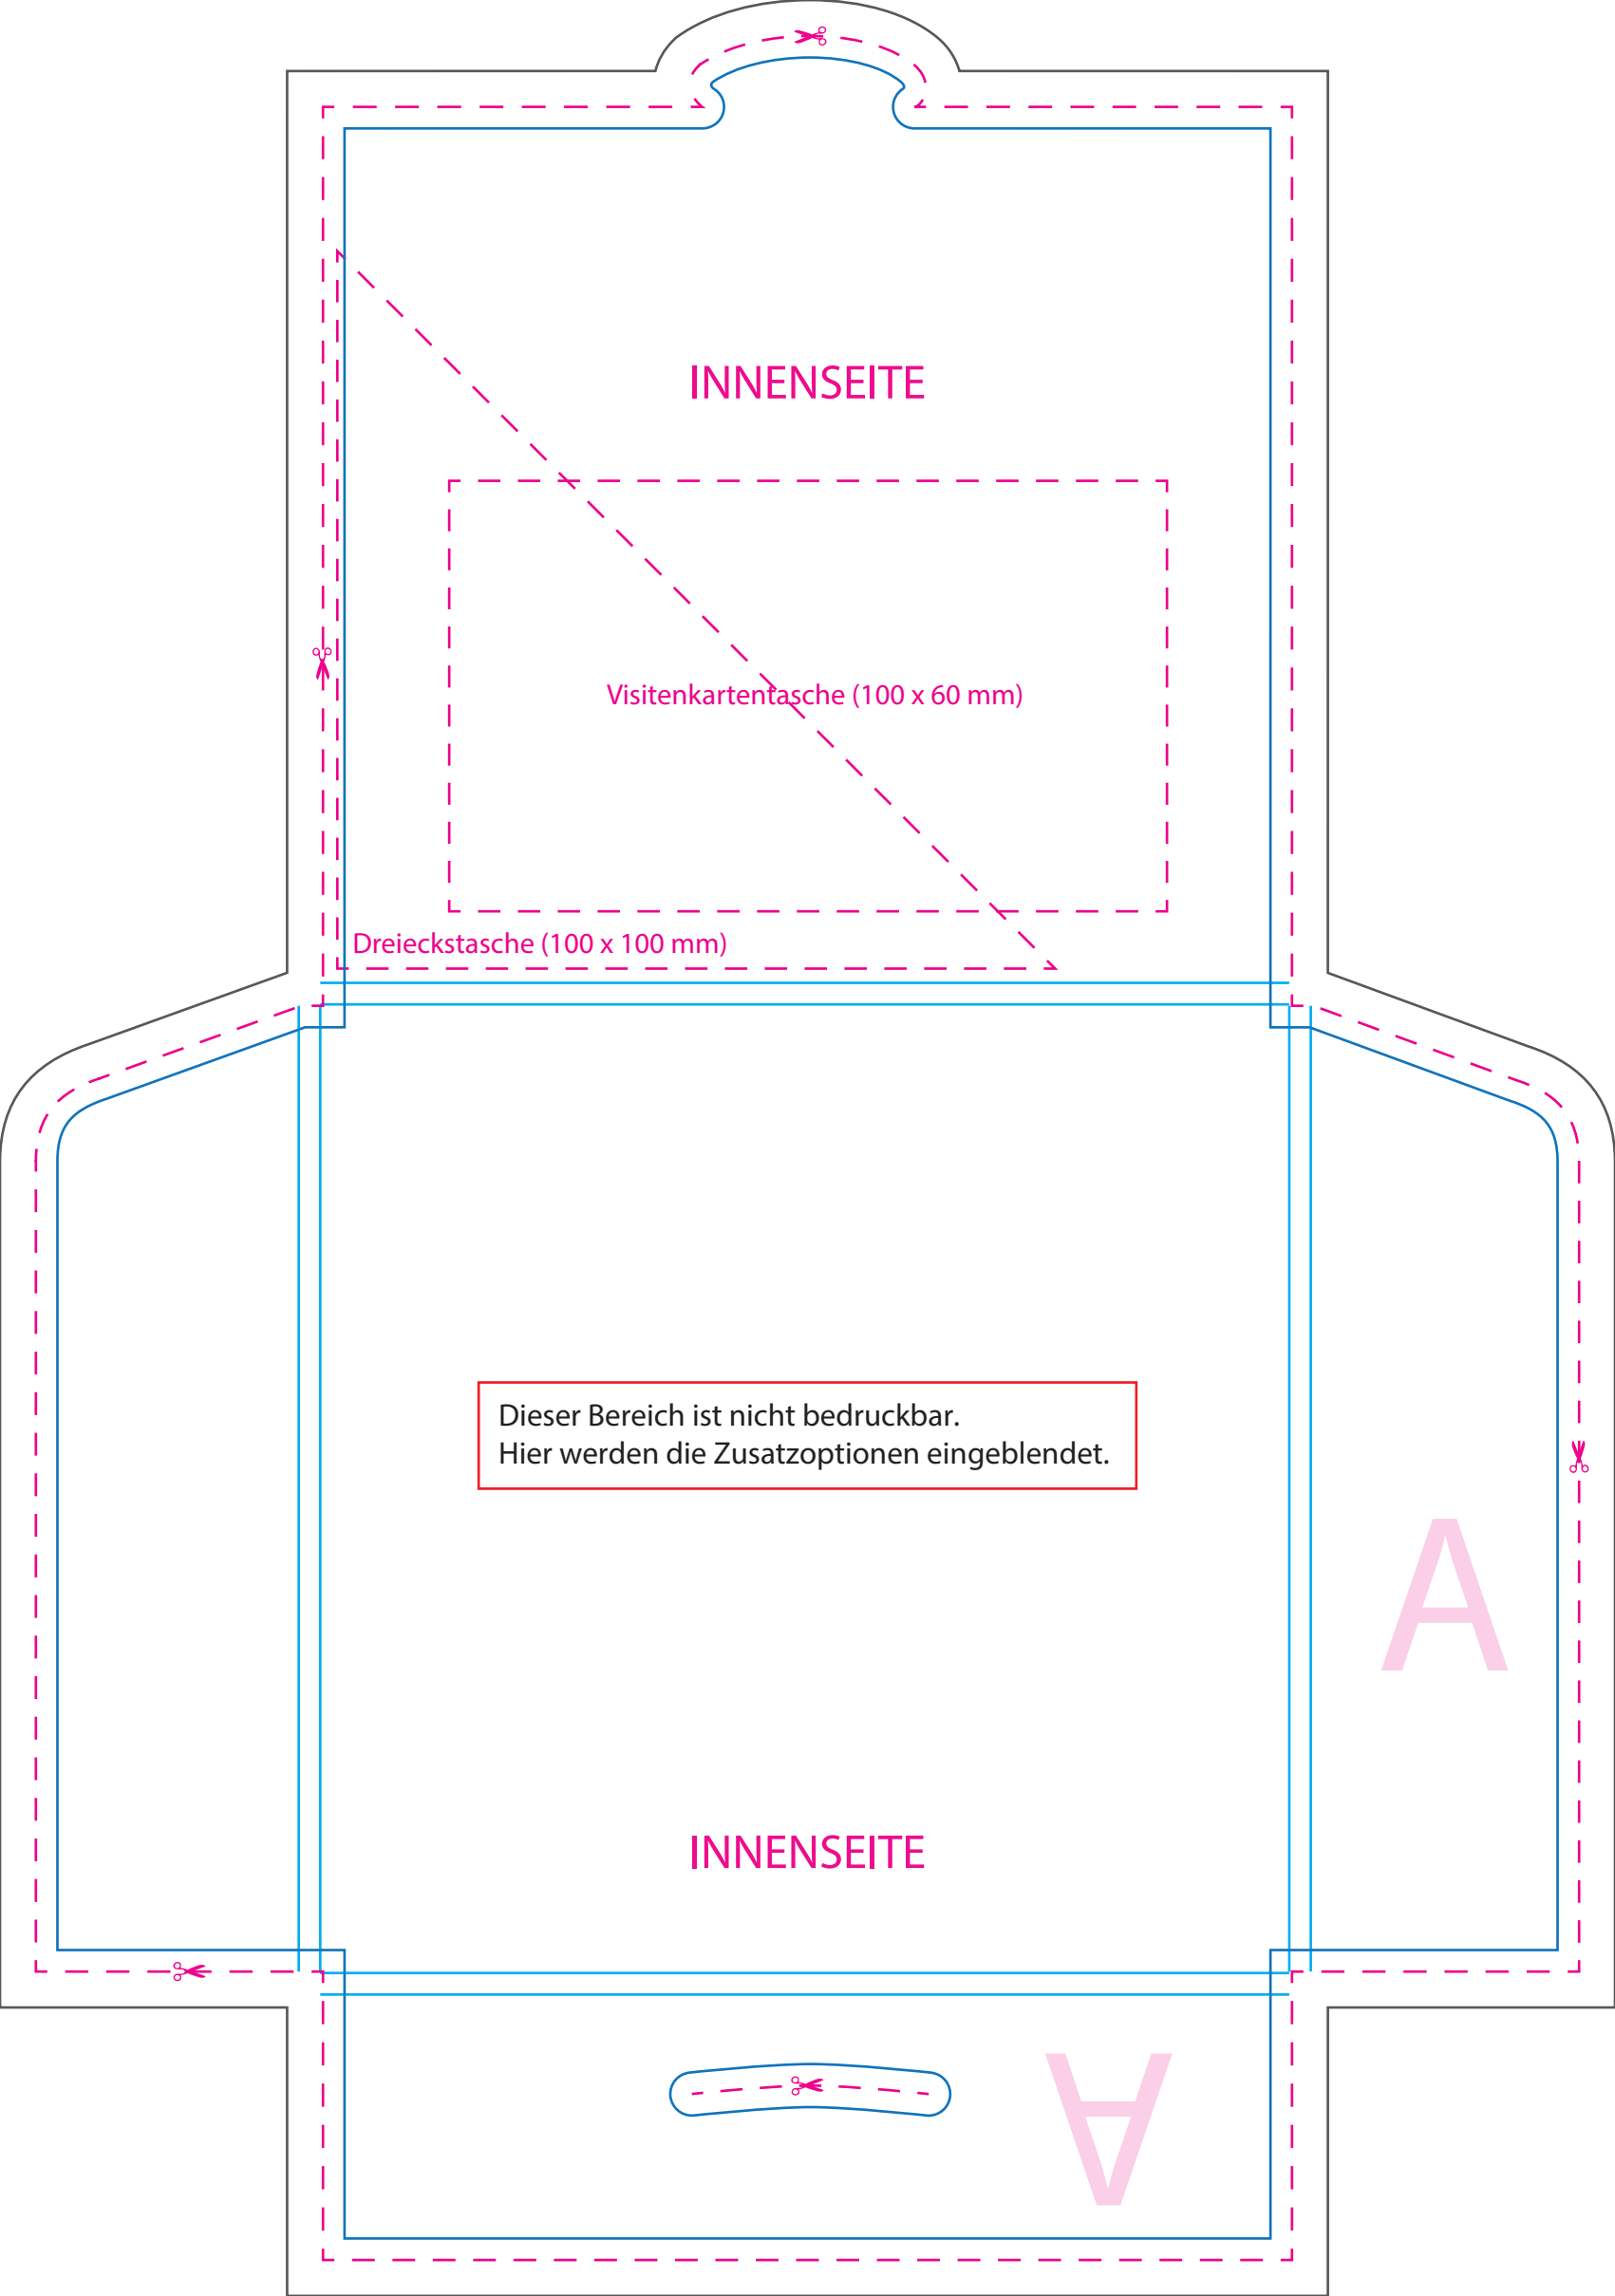 INNENSEITE
Visitenkartentasche (100 x 60 mm)
Dreieckstasche (100 x 100 mm)
Dieser Bereich ist nicht bedruckbar.
Hier werden die Zusatzoptionen eingeblendet.
A
INNENSEITE
A